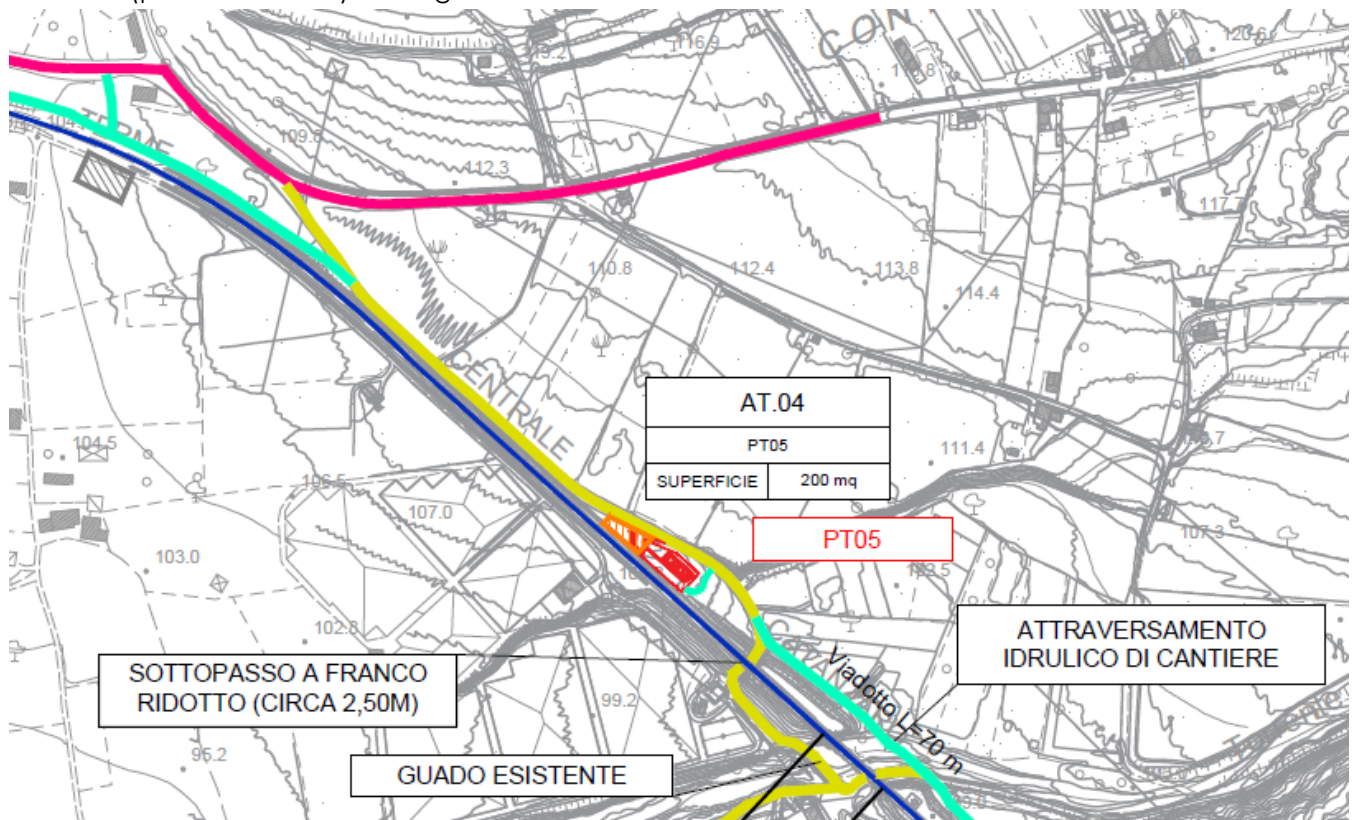 CON
116.9
120.6
109.8
112.3
TERME
117.7
110.8
112.4
113.8
114.4
CENTRALE
AT.04
PT05
SUPERFICIE 200 mq
104.5
106.5
107.0
111.4
103.0
PT05
107.3
102.8
ATTRAVERSAMENTO
IDRULICO DI CANTIERE
SOTTOPASSO A FRANCO
RIDOTTO (CIRCA 2,50M)
99.2
Viadotto L=70 m
95.2
GUADO ESISTENTE